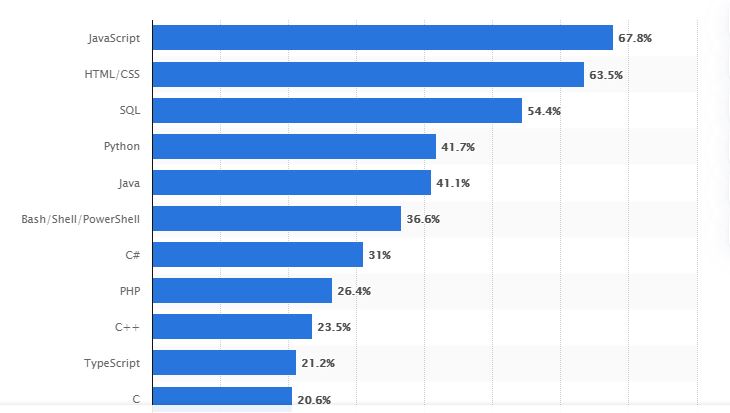 JavaScript 67.8%
HTML/CSS 63.5%
SQL 54.4%
Python 41.7%
Java 41.1%
Bash/Shell/PowerShell 36.6%
C# 31%
PHP 26.4%
C++ 23.5%
TypeScript 21.2%
C 20.6%